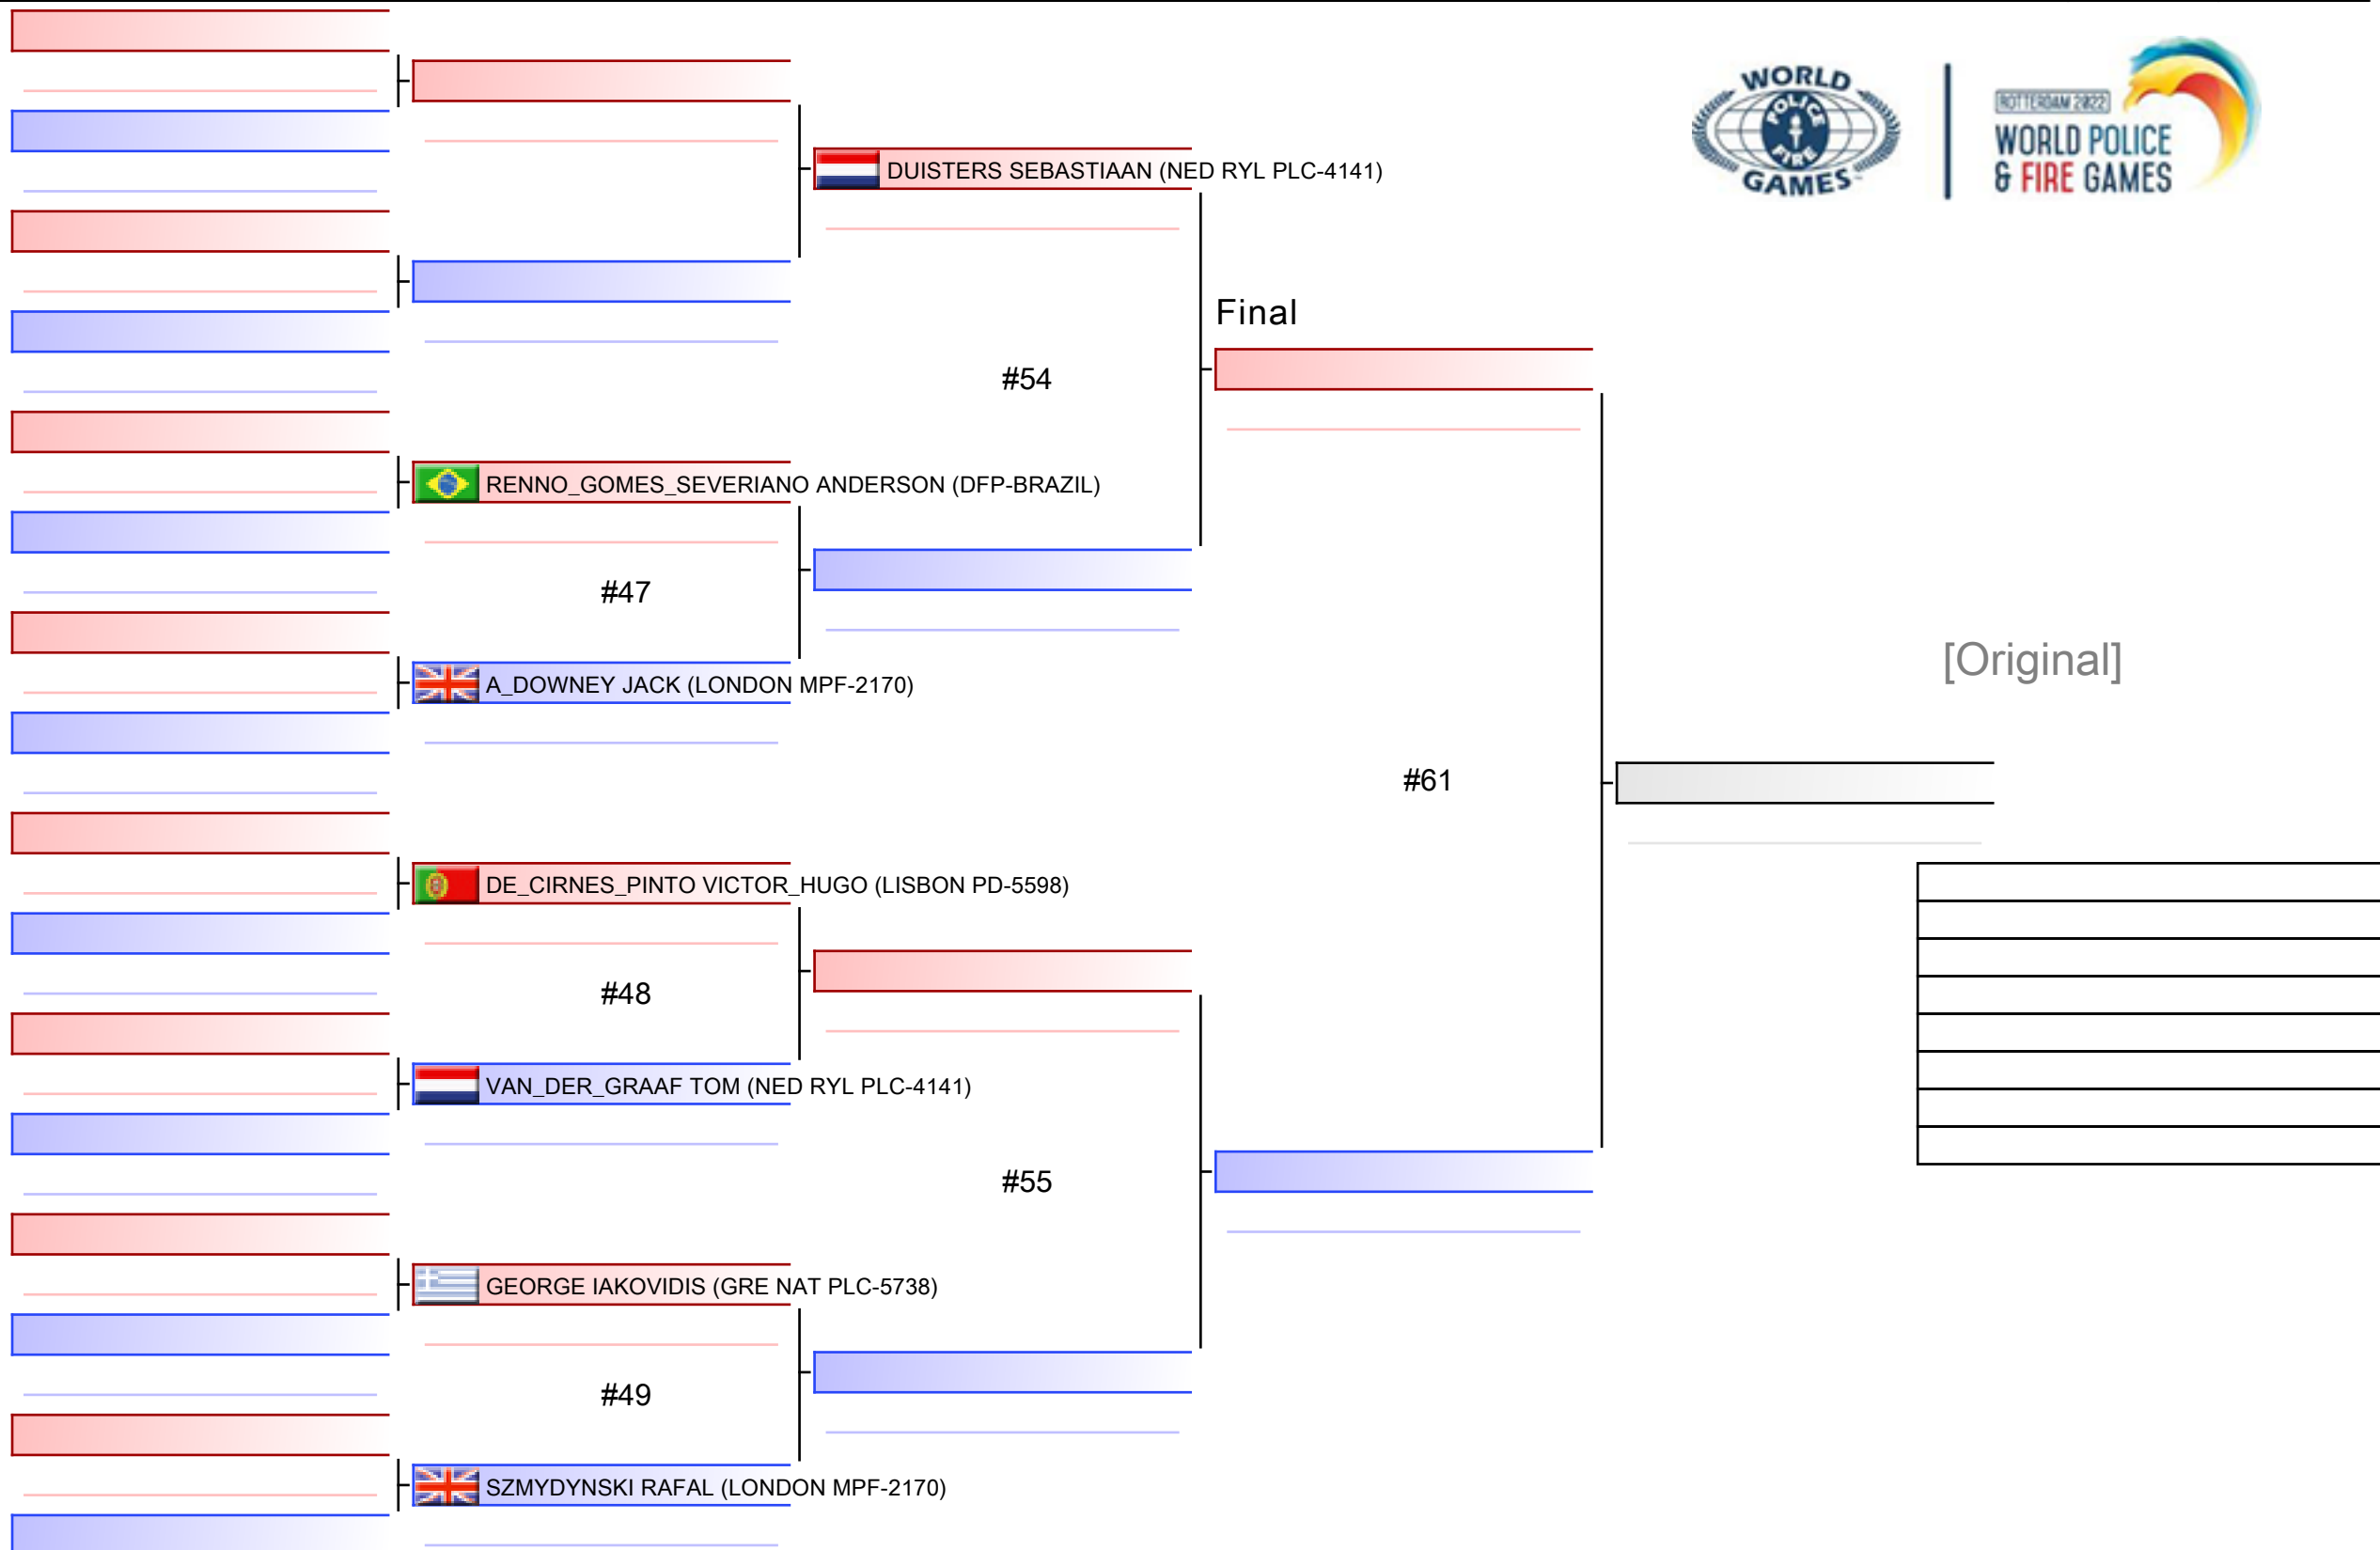 WORLD
POLICE
FIRE
GAMES
ROTTERDAM 2022
WORLD POLICE
& FIRE GAMES
DUISTERS SEBASTIAAN (NED RYL PLC-4141)
Final
#54
RENNO_GOMES_SEVERIANO ANDERSON (DFP-BRAZIL)
#47
[Original]
A_DOWNEY JACK (LONDON MPF-2170)
#61
DE_CIRNES_PINTO VICTOR_HUGO (LISBON PD-5598)
#48
VAN_DER_GRAAF TOM (NED RYL PLC-4141)
#55
GEORGE IAKOVIDIS (GRE NAT PLC-5738)
#49
SZMYDYNSKI RAFAL (LONDON MPF-2170)